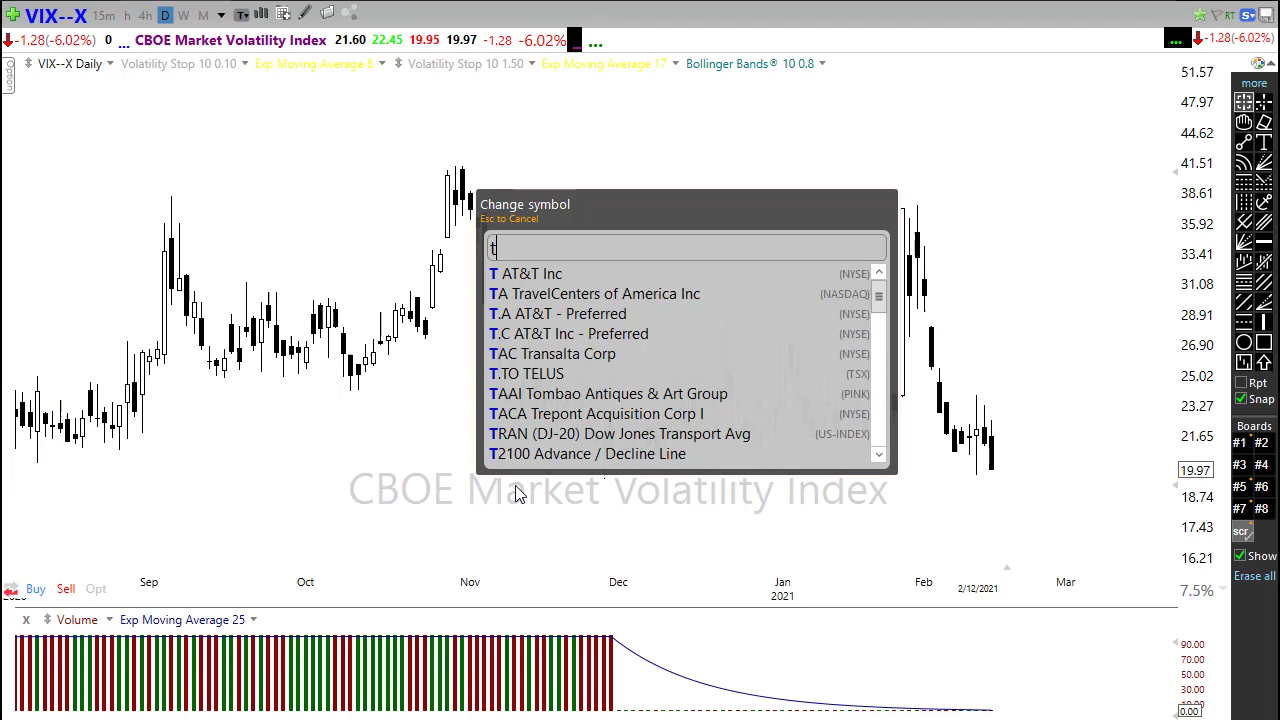 VIX--X 15m h 4h D W M T RT S
-1.28(-6.02%) 0 ... CBOE Market Volatility Index 21.60 22.45 19.95 19.97 -1.28 -6.02% ... ... -1.28(-6.02%)
Option
VIX--X Daily Volatility Stop 10 0.10 Exp Moving Average 8 Volatility Stop 10 1.50 Exp Moving Average 17 Bollinger Bands® 10 0.8
51.57
47.97
44.62
41.51
38.61
35.92
33.41
31.08
28.91
26.90
25.02
23.27
21.65
19.97
18.74
17.43
16.21
7.5%
Change symbol
Esc to Cancel
t
T AT&T Inc (NYSE)
TA TravelCenters of America Inc (NASDAQ)
T.A AT&T - Preferred (NYSE)
T.C AT&T Inc - Preferred (NYSE)
TAC Transalta Corp (NYSE)
T.TO TELUS (TSX)
TAAI Tombao Antiques & Art Group (PINK)
TACA Trepont Acquisition Corp I (NYSE)
TRAN (DJ-20) Dow Jones Transport Avg (US-INDEX)
T2100 Advance / Decline Line
CBOE Market Volatility Index
Sep Oct Nov Dec Jan Feb Mar
2021 2/12/2021
Buy Sell Opt
X Volume Exp Moving Average 25
90.00
70.00
50.00
30.00
0.00
more
T
Rpt
Snap
Boards
#1 #2
#3 #4
#5 #6
#7 #8
scr
Show
Erase all